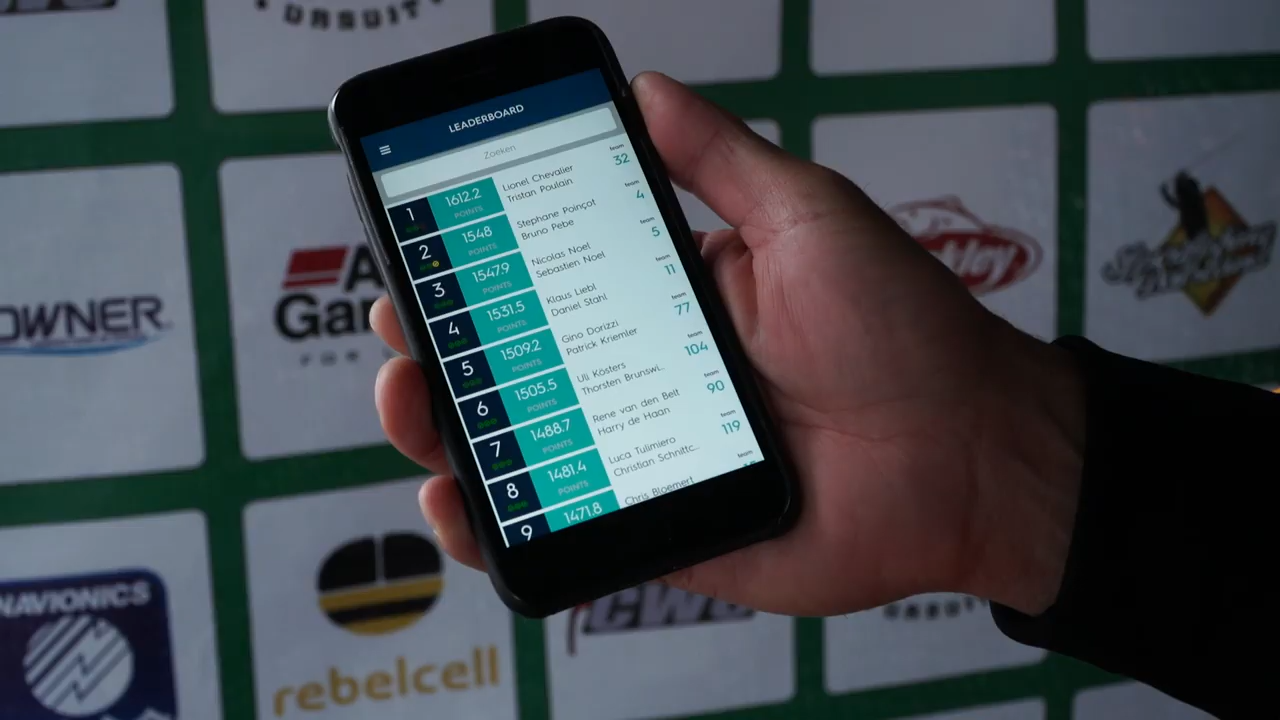 LEADERBOARD
Zoeken
1
1612.2
POINTS
Lionel Chevalier
Tristan Poulain
team
32
2
1548
POINTS
Stephane Poinçot
Bruno Pebe
team
4
3
1547.9
POINTS
Nicolas Noel
Sebastien Noel
team
5
4
1531.5
POINTS
Klaus Liebl
Daniel Stahl
team
11
5
1509.2
POINTS
Gino Dorizzi
Patrick Kriemler
team
77
6
1505.5
POINTS
Uli Kösters
Thorsten Brunswi...
team
104
7
1488.7
POINTS
Rene van den Belt
Harry de Haan
team
90
8
1481.4
POINTS
Luca Tulimiero
Christian Schnittc...
team
119
9
1471.8
Chris Bloemert
team
OWNER
NAVIONICS
rebelcell
CWC